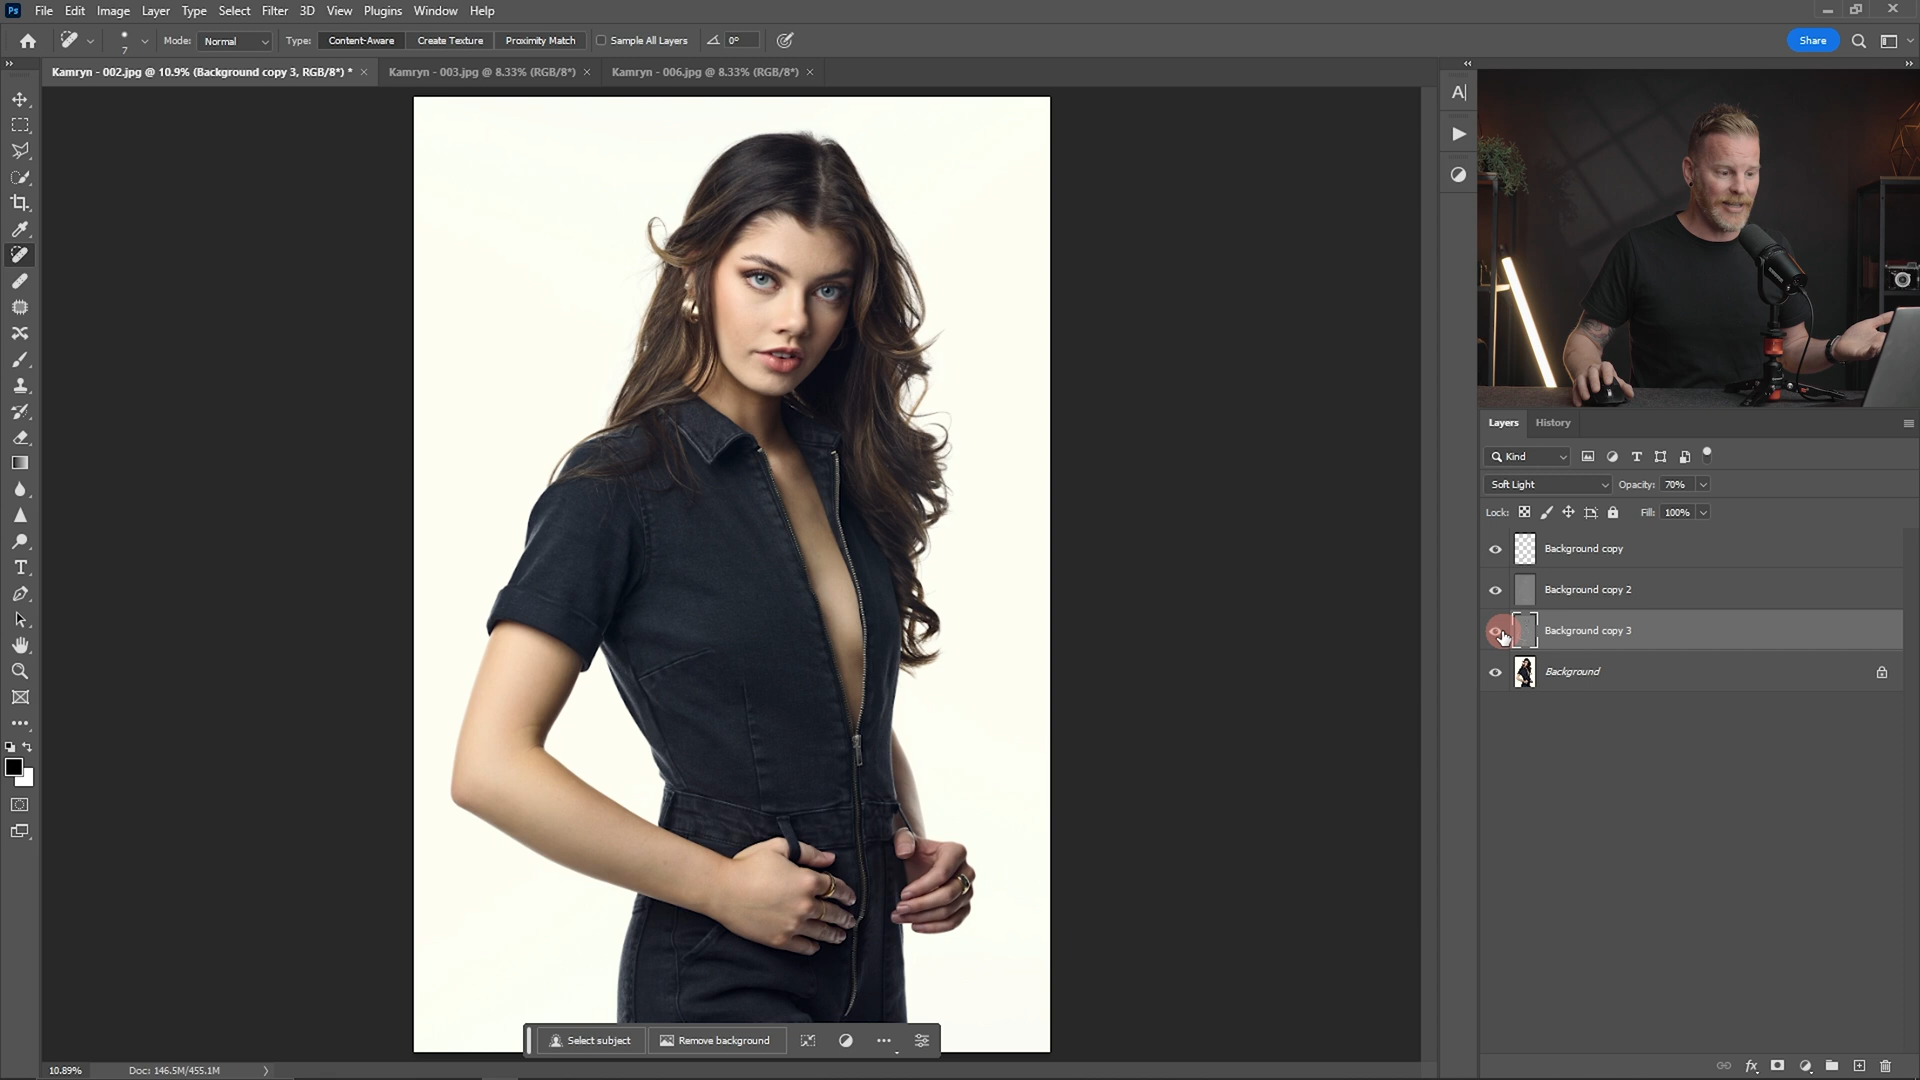 Ps File Edit Image Layer Type Select Filter 3D View Plugins Window Help
7 Mode: Normal Type: Content-Aware Create Texture Proximity Match Sample All Layers 0° Share
Kamryn - 002.jpg @ 10.9% (Background copy 3, RGB/8*) * × Kamryn - 003.jpg @ 8.33% (RGB/8*) × Kamryn - 006.jpg @ 8.33% (RGB/8*) ×
A|
Layers History
Kind
Soft Light Opacity: 70%
Lock: Fill: 100%
Background copy
Background copy 2
Background copy 3
Background
Select subject Remove background
10.89% Doc: 146.5M/455.1M